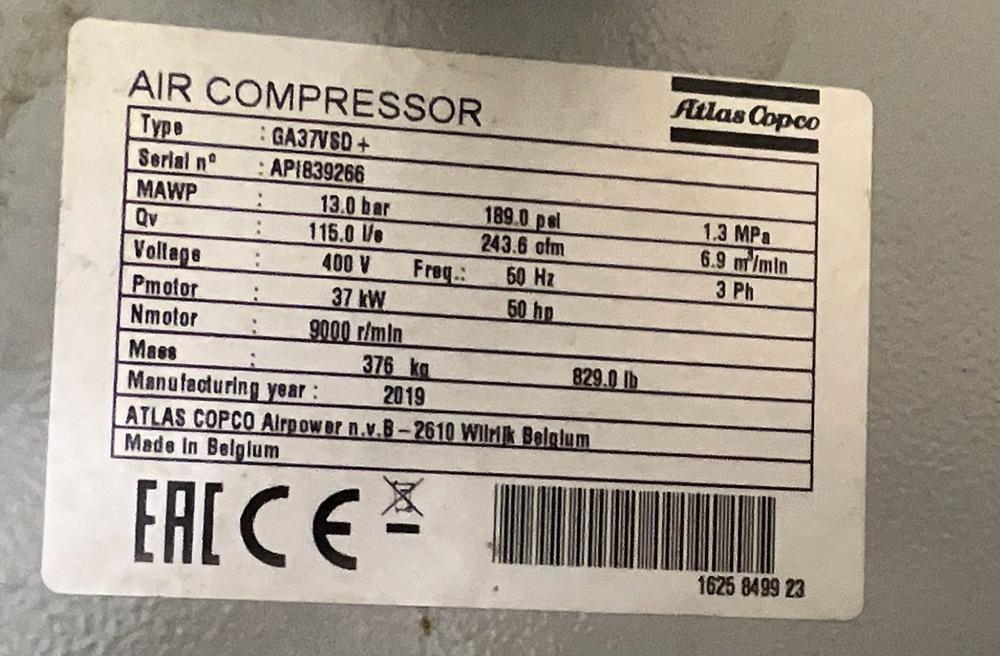 AIR COMPRESSOR
Atlas Copco
Type : GA37VSD+
Serial nº : API839266
MAWP : 13.0 bar 189.0 psi 1.3 MPa
Qv : 115.0 l/s 243.6 cfm 6.9 m³/min
Voltage : 400 V Freq.: 50 Hz 3 Ph
Pmotor : 37 kW 50 hp
Nmotor : 9000 r/min
Mass : 376 kg 829.0 lb
Manufacturing year : 2019
ATLAS COPCO Airpower n.v.B – 2610 Wilrijk Belgium
Made in Belgium
EAC CE
1625 8499 23